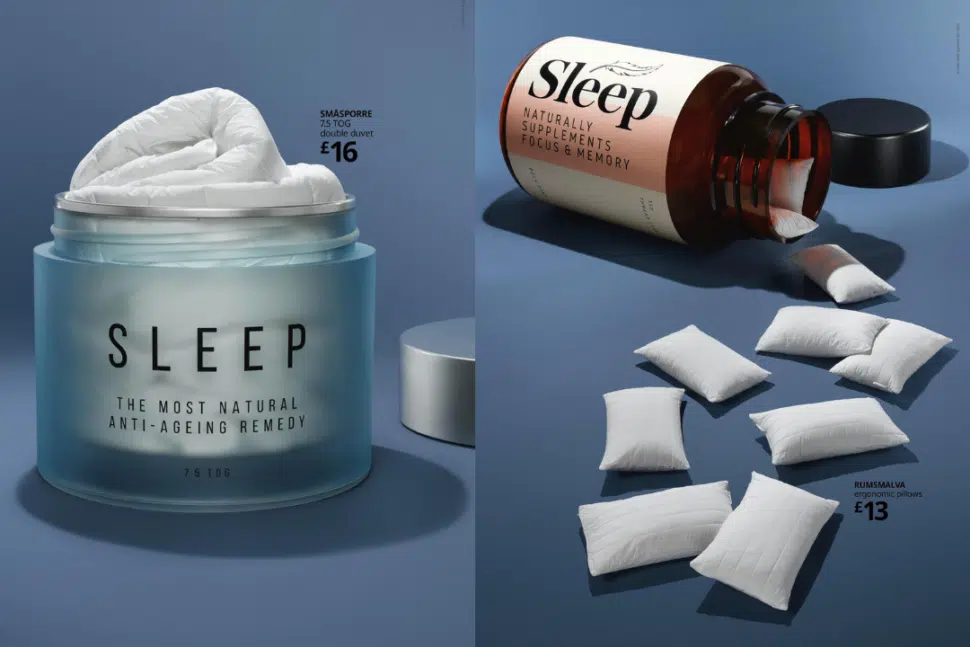 SMÅSPORRE
7.5 TOG
double duvet
£16
SLEEP
THE MOST NATURAL
ANTI-AGEING REMEDY
7.5 TOG
Sleep
NATURALLY
SUPPLEMENTS
FOCUS & MEMORY
RUMSMALVA
ergonomic pillows
£13